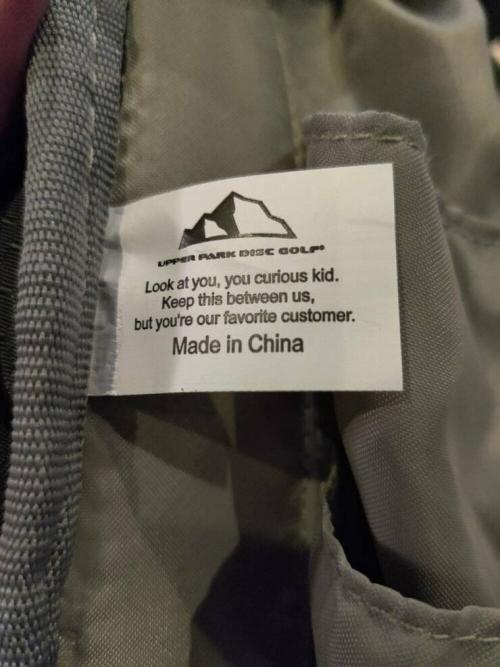 UPPER PARK DISC GOLF®
Look at you, you curious kid.
Keep this between us,
but you're our favorite customer.
Made in China